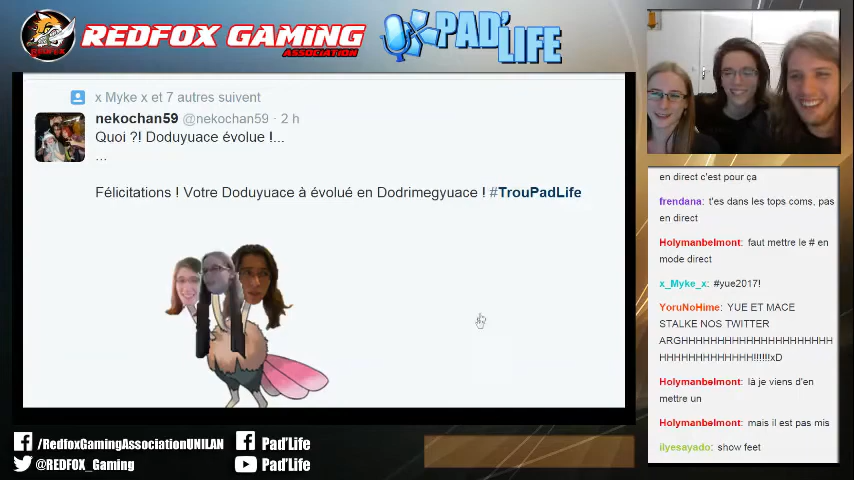 REDFOX GAMING
ASSOCIATION
REDFOX
PAD'LIFE
x Myke x et 7 autres suivent
nekochan59 @nekochan59 · 2 h
Quoi ?! Doduyuace évolue !...
...
Félicitations ! Votre Doduyuace à évolué en Dodrimegyuace ! #TrouPadLife
en direct c'est pour ça
frendana: t'es dans les tops coms, pas
en direct
Holymanbelmont: faut mettre le # en
mode direct
x_Myke_x: #yue2017!
YoruNoHime: YUE ET MACE
STALKE NOS TWITTER
ARGHHHHHHHHHHHHHHHHHHHH
HHHHHHHHHHHHH!!!!!!xD
Holymanbelmont: là je viens d'en
mettre un
Holymanbelmont: mais il est pas mis
ilyesayado: show feet
/RedfoxGamingAssociationUNILAN
Pad'Life
@REDFOX_Gaming
Pad'Life